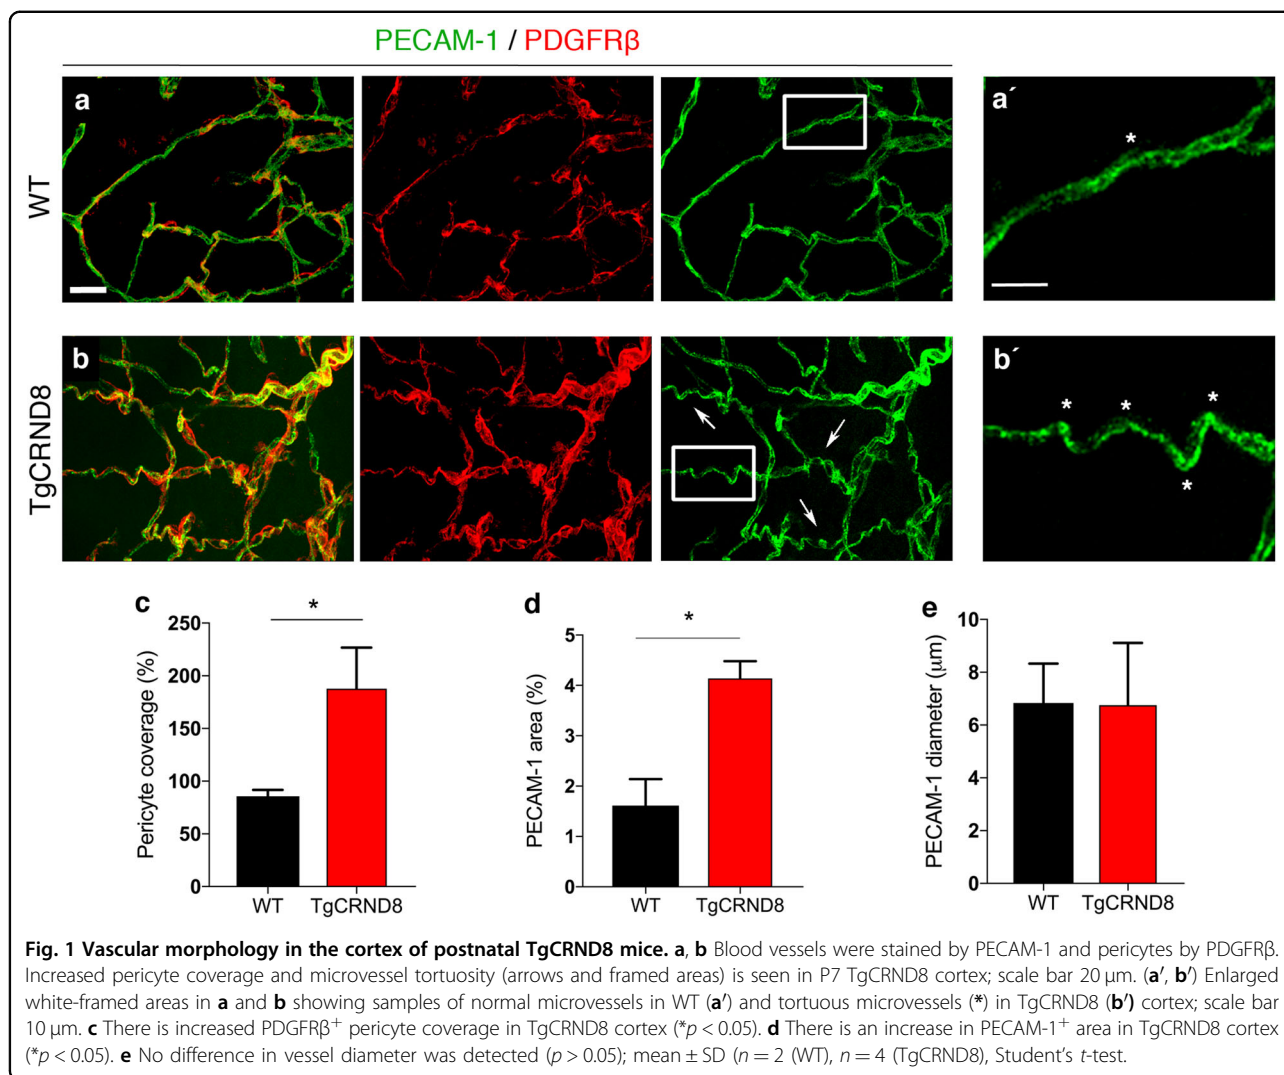 PECAM-1 / PDGFRβ
WT
a
*
a´
TgCRND8
b
b´
*
*
*
*
c
*
Pericyte coverage (%)
250
200
150
100
50
0
WT
TgCRND8
d
*
PECAM-1 area (%)
5
4
3
2
1
0
WT
TgCRND8
e
PECAM-1 diameter (μm)
10
8
6
4
2
0
WT
TgCRND8
Fig. 1 Vascular morphology in the cortex of postnatal TgCRND8 mice. a, b Blood vessels were stained by PECAM-1 and pericytes by PDGFRβ.
Increased pericyte coverage and microvessel tortuosity (arrows and framed areas) is seen in P7 TgCRND8 cortex; scale bar 20 μm. (a′, b′) Enlarged
white-framed areas in a and b showing samples of normal microvessels in WT (a′) and tortuous microvessels (*) in TgCRND8 (b′) cortex; scale bar
10 μm. c There is increased PDGFRβ⁺ pericyte coverage in TgCRND8 cortex (*p < 0.05). d There is an increase in PECAM-1⁺ area in TgCRND8 cortex
(*p < 0.05). e No difference in vessel diameter was detected (p > 0.05); mean ± SD (n = 2 (WT), n = 4 (TgCRND8), Student's t-test.